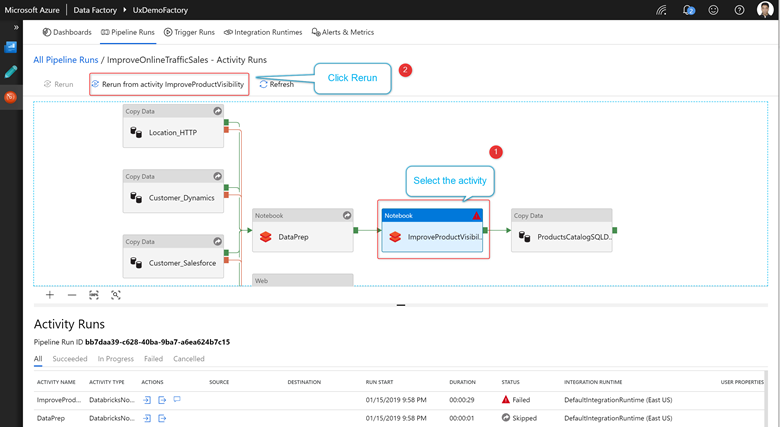 Microsoft Azure | Data Factory > UxDemoFactory
»
Dashboards Pipeline Runs Trigger Runs Integration Runtimes Alerts & Metrics
All Pipeline Runs / ImproveOnlineTrafficSales - Activity Runs
Rerun Rerun from activity ImproveProductVisibility Refresh
Click Rerun
2
Copy Data
Location_HTTP
1
Select the activity
Copy Data
Customer_Dynamics
Notebook
DataPrep
Notebook
ImproveProductVisibil..
Copy Data
ProductsCatalogSQLD..
Copy Data
Customer_Salesforce
Web
Activity Runs
Pipeline Run ID bb7daa39-c628-40ba-9ba7-a6ea624b7c15
All Succeeded In Progress Failed Cancelled
ACTIVITY NAME ACTIVITY TYPE ACTIONS SOURCE DESTINATION RUN START DURATION STATUS INTEGRATION RUNTIME USER PROPERTIES
ImproveProd... DatabricksNo... 01/15/2019 9:58 PM 00:00:29 Failed DefaultIntegrationRuntime (East US)
DataPrep DatabricksNo... 01/15/2019 9:58 PM 00:00:01 Skipped DefaultIntegrationRuntime (East US)